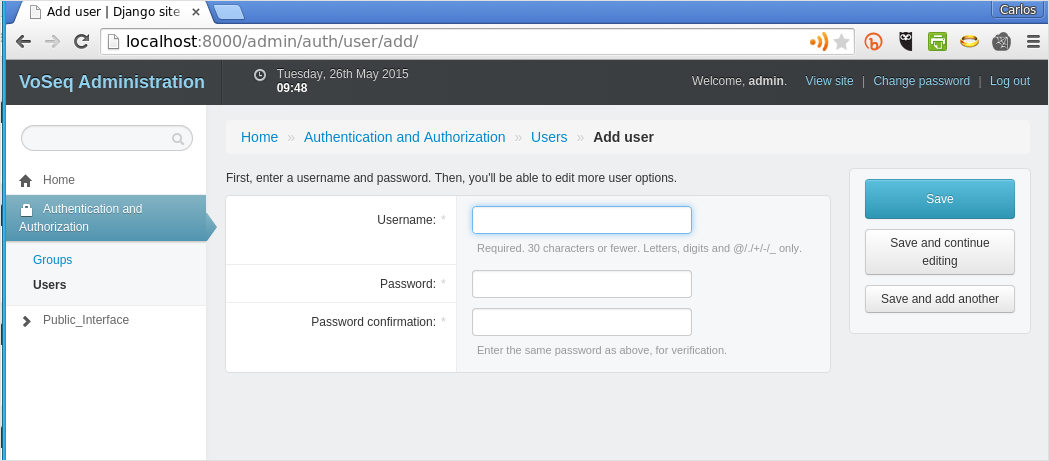 Add user | Django site
Carlos
localhost:8000/admin/auth/user/add/
VoSeq Administration
Tuesday, 26th May 2015
09:48
Welcome, admin. View site | Change password | Log out
Home
Authentication and
Authorization
Groups
Users
Public_Interface
Home » Authentication and Authorization » Users » Add user
First, enter a username and password. Then, you'll be able to edit more user options.
Username: *
Required. 30 characters or fewer. Letters, digits and @/./+/-/_ only.
Password: *
Password confirmation: *
Enter the same password as above, for verification.
Save
Save and continue
editing
Save and add another